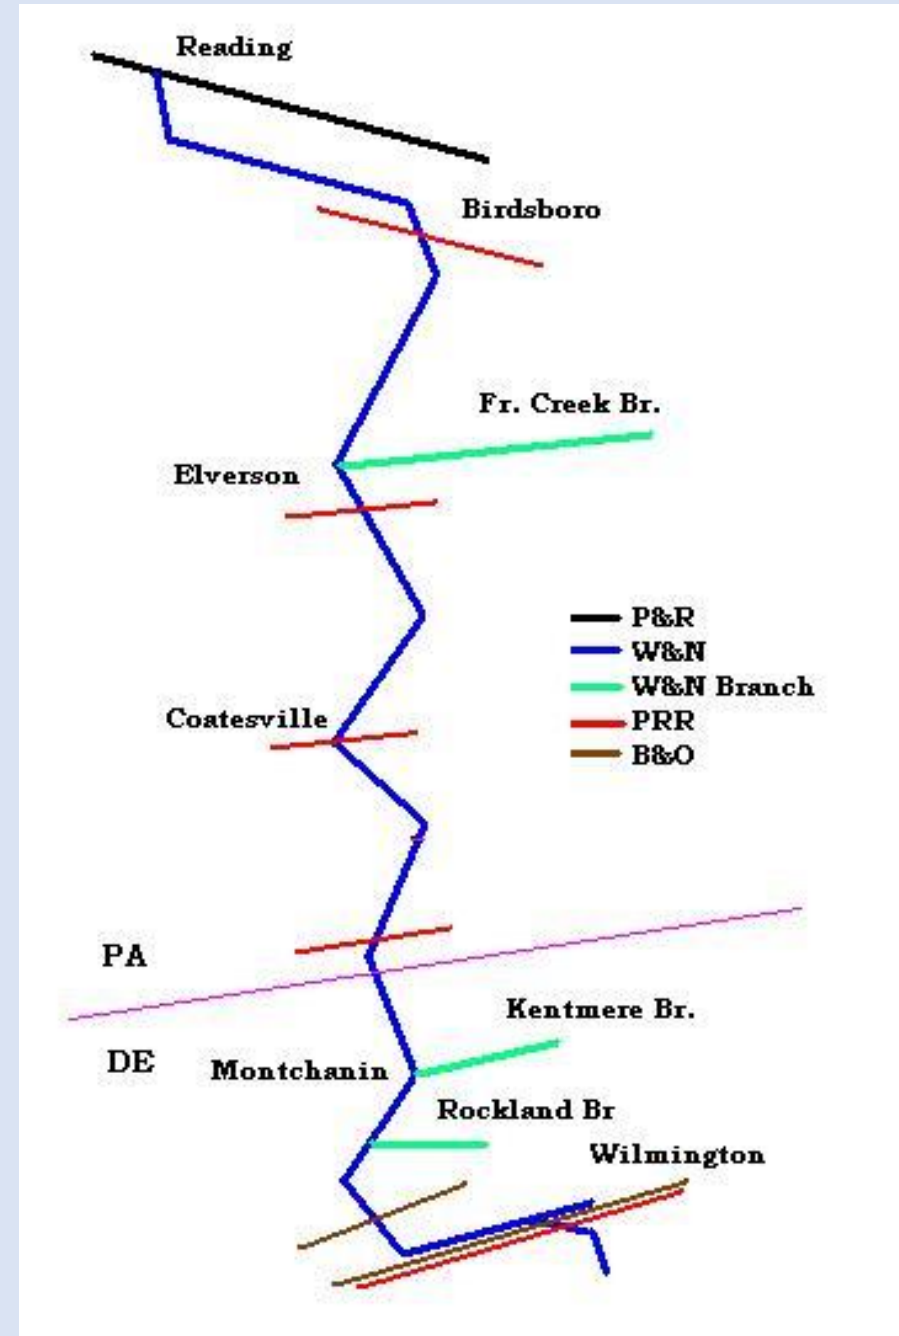 Reading
Birdsboro
Fr. Creek Br.
Elverson
P&R
W&N
W&N Branch
Coatesville
PRR
B&O
PA
Kentmere Br.
DE
Montchanin
Rockland Br
Wilmington